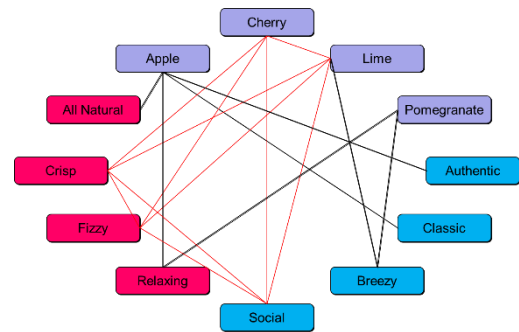 Cherry
Apple
Lime
All Natural
Pomegranate
Crisp
Authentic
Fizzy
Classic
Relaxing
Breezy
Social